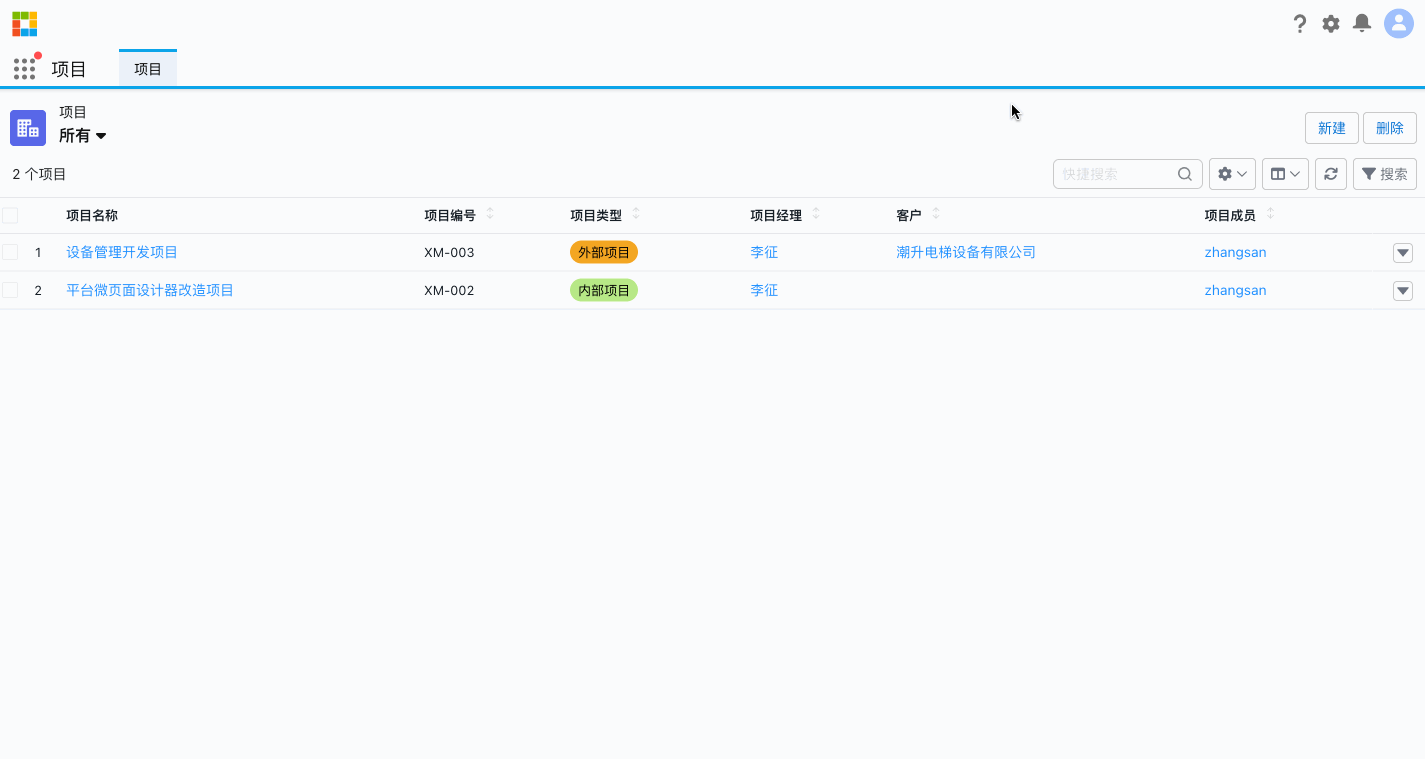 项目 项目
项目
所有
新建 删除
2 个项目
快捷搜索 搜索
项目名称 项目编号 项目类型 项目经理 客户 项目成员
1 设备管理开发项目 XM-003 外部项目 李征 潮升电梯设备有限公司 zhangsan
2 平台微页面设计器改造项目 XM-002 内部项目 李征 zhangsan